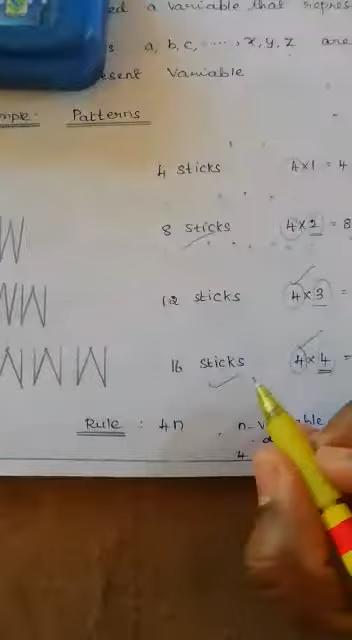 a variable that
a, b, c, ....., x, y, z are
Variable
Patterns
4 sticks 4×1 = 4
8 sticks 4×2 = 8
12 sticks 4×3 =
16 sticks 4×4 =
Rule : 4n , n-
4